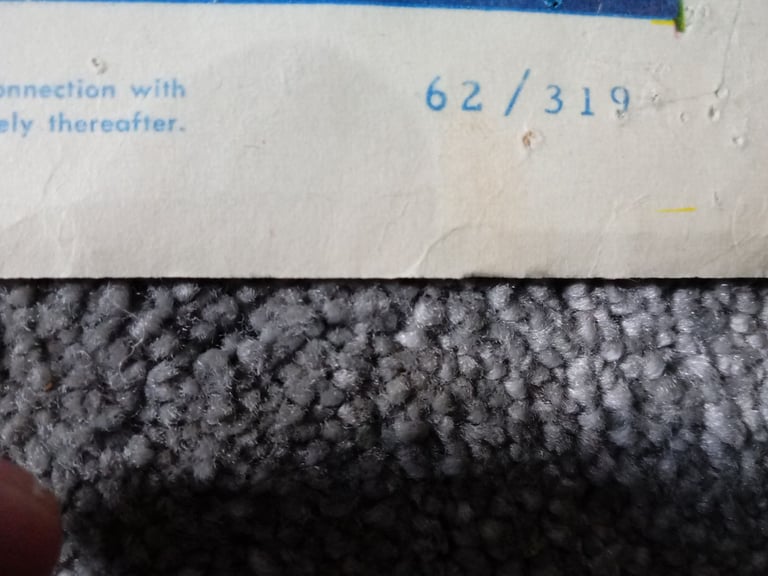 onnection with
ely thereafter.
62/319